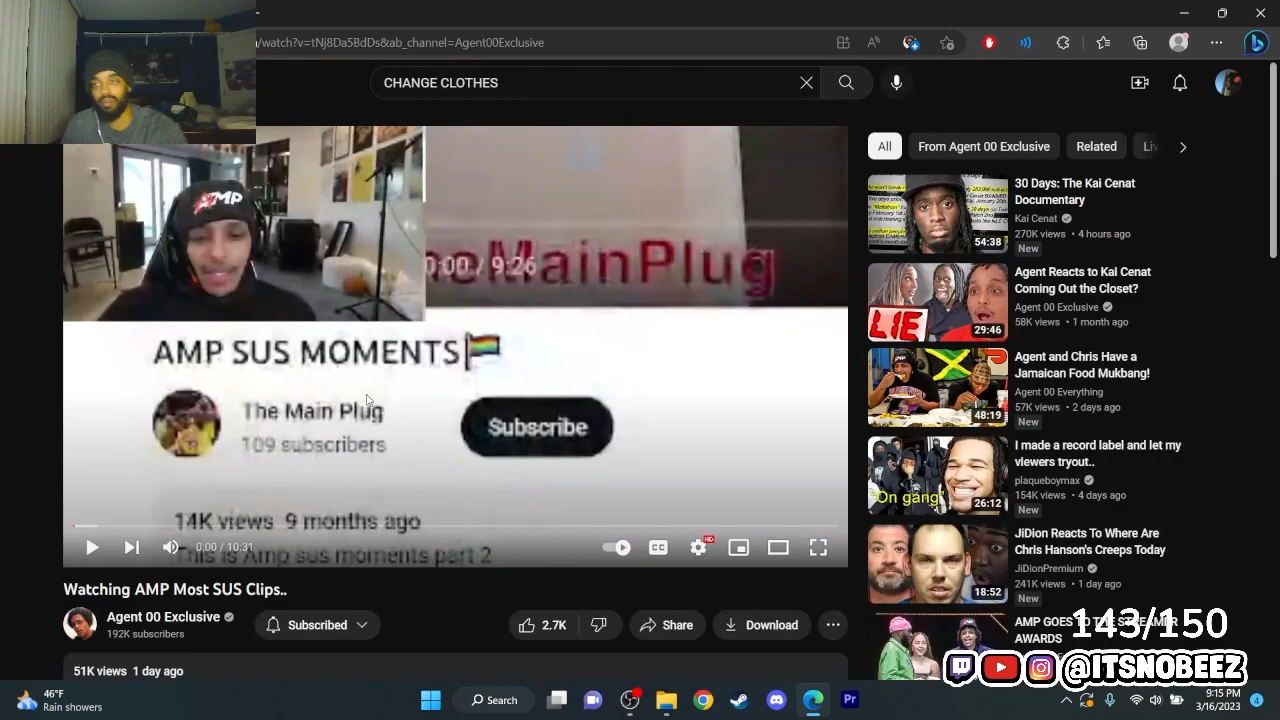 /watch?v=tNj8Da5BdDs&ab_channel=Agent00Exclusive
CHANGE CLOTHES
AMP
MainPlug
0:00 / 9:26
AMP SUS MOMENTS🏳️‍🌈
The Main Plug
109 subscribers
Subscribe
14K views 9 months ago
This is Amp sus moments part 2
0:00 / 10:31
HD
Watching AMP Most SUS Clips..
Agent 00 Exclusive
192K subscribers
Subscribed
2.7K
Share
Download
51K views 1 day ago
All
From Agent 00 Exclusive
Related
Liv
30 Days: The Kai Cenat
Documentary
Kai Cenat
270K views • 4 hours ago
New
54:38
Agent Reacts to Kai Cenat
Coming Out the Closet?
Agent 00 Exclusive
58K views • 1 month ago
LIE
29:46
Agent and Chris Have a
Jamaican Food Mukbang!
Agent 00 Everything
57K views • 2 days ago
New
48:19
I made a record label and let my
viewers tryout..
plaqueboymax
154K views • 4 days ago
New
"On gang"
26:12
JiDion Reacts To Where Are
Chris Hanson's Creeps Today
JiDionPremium
241K views • 1 day ago
New
18:52
AMP GOES TO THE STREAMER
AWARDS
143/150
@ITSNOBEEZ
46°F
Rain showers
Search
Pr
9:15 PM
3/16/2023
4